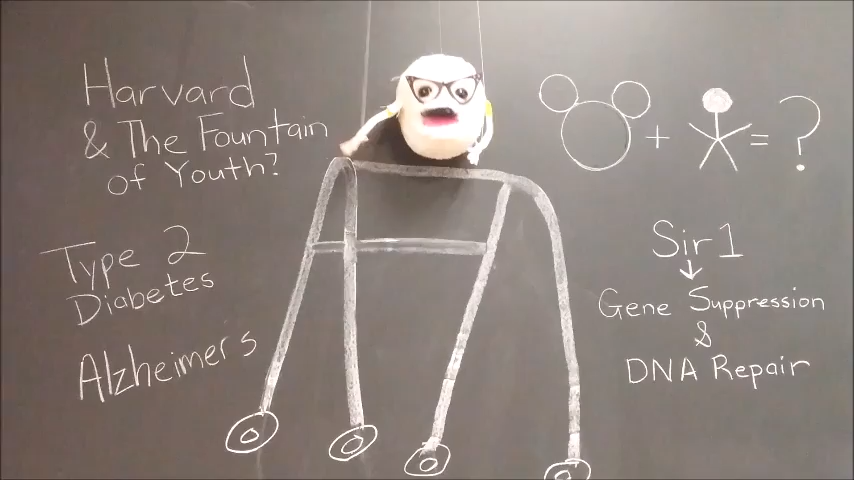 Harvard
& The Fountain
of Youth?
Type 2
Diabetes
Alzheimers
+ = ?
Sir1
↓
Gene Suppression
&
DNA Repair